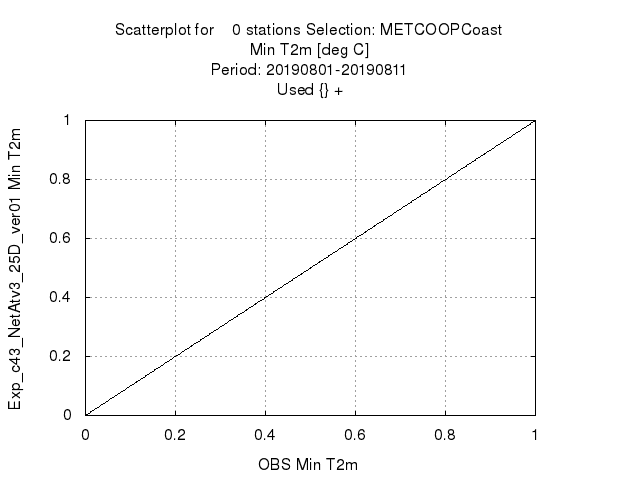 Scatterplot for    0 stations Selection: METCOOPCoast
Min T2m [deg C]
Period: 20190801-20190811
Used {} +
Exp_c43_NetAtv3_25D_ver01 Min T2m
1
0.8
0.6
0.4
0.2
0
0 0.2 0.4 0.6 0.8 1
OBS Min T2m